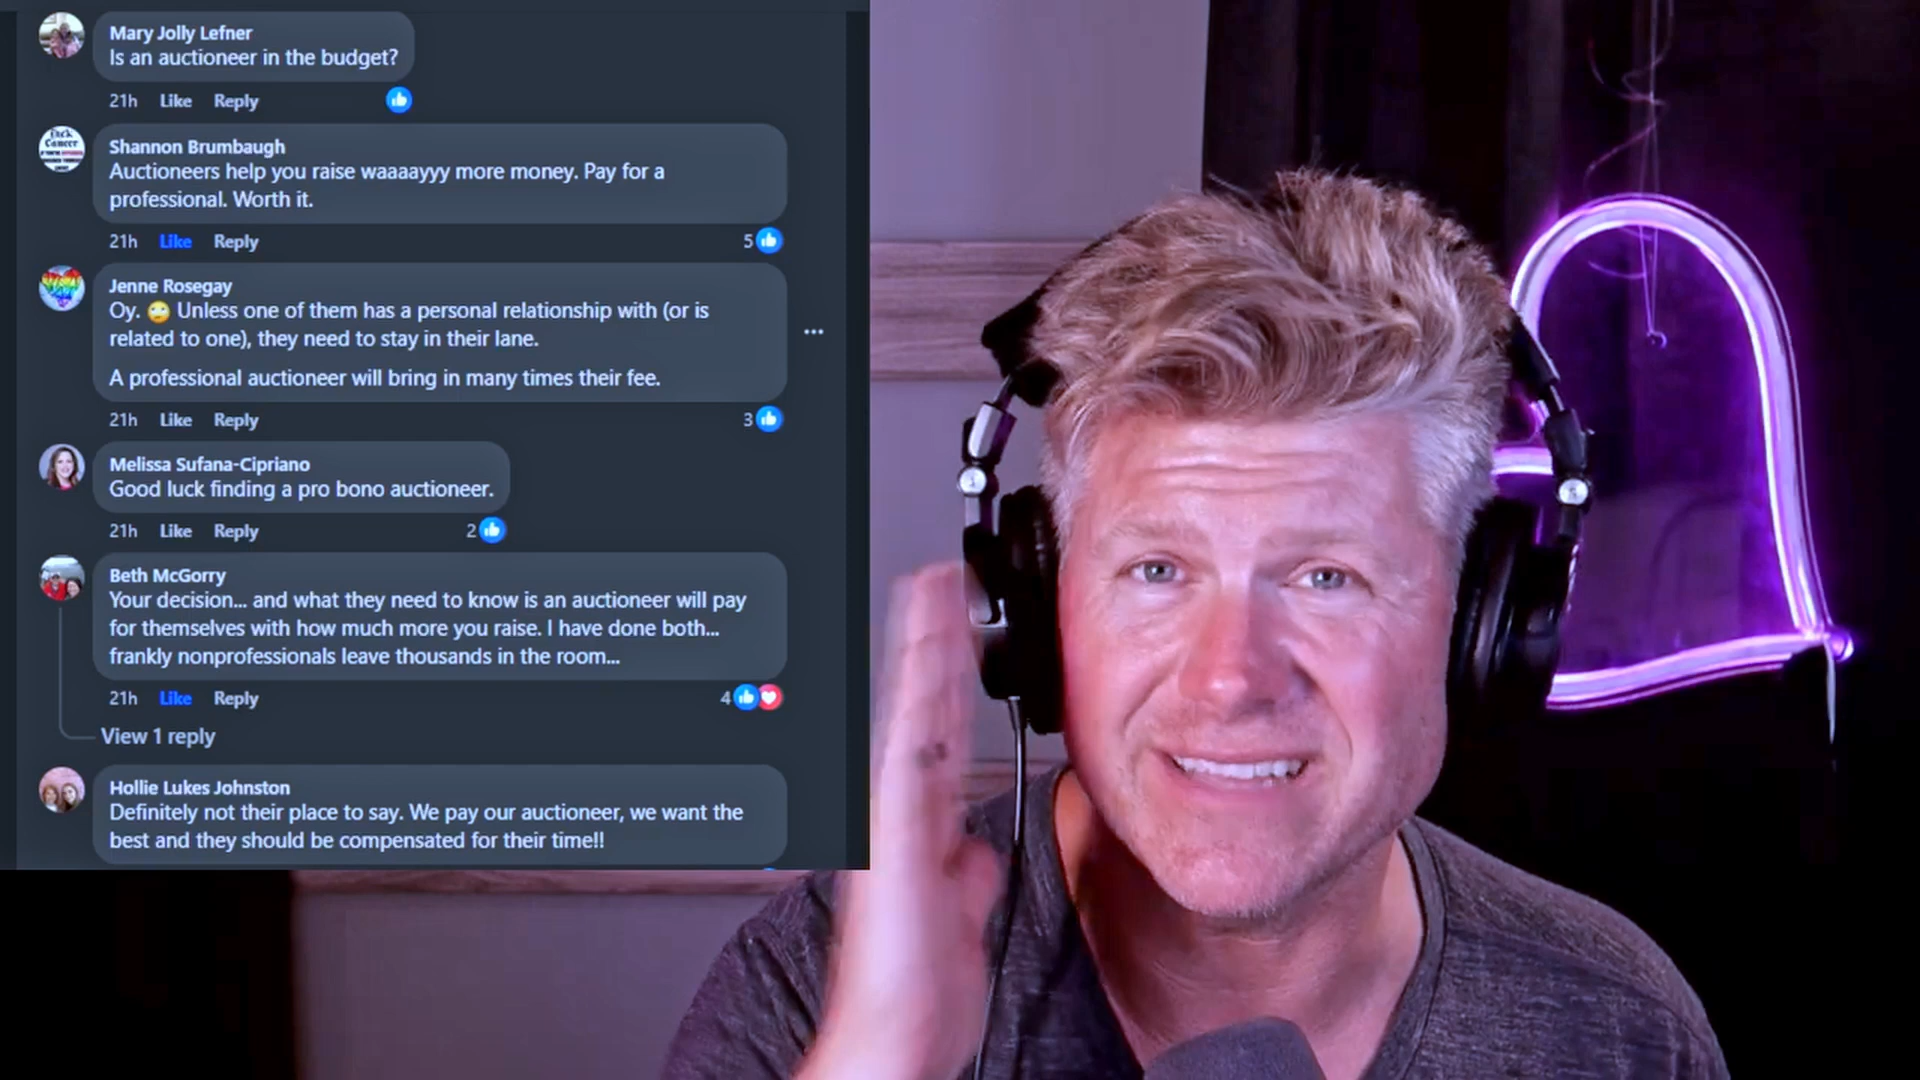 Mary Jolly Lefner
Is an auctioneer in the budget?
21h Like Reply
Cancer
Shannon Brumbaugh
Auctioneers help you raise waaaayyy more money. Pay for a
professional. Worth it.
21h Like Reply 5
Jenne Rosegay
Oy. 🙄 Unless one of them has a personal relationship with (or is
related to one), they need to stay in their lane.
A professional auctioneer will bring in many times their fee.
21h Like Reply 3
Melissa Sufana-Cipriano
Good luck finding a pro bono auctioneer.
21h Like Reply 2
Beth McGorry
Your decision... and what they need to know is an auctioneer will pay
for themselves with how much more you raise. I have done both...
frankly nonprofessionals leave thousands in the room...
21h Like Reply 4
View 1 reply
Hollie Lukes Johnston
Definitely not their place to say. We pay our auctioneer, we want the
best and they should be compensated for their time!!